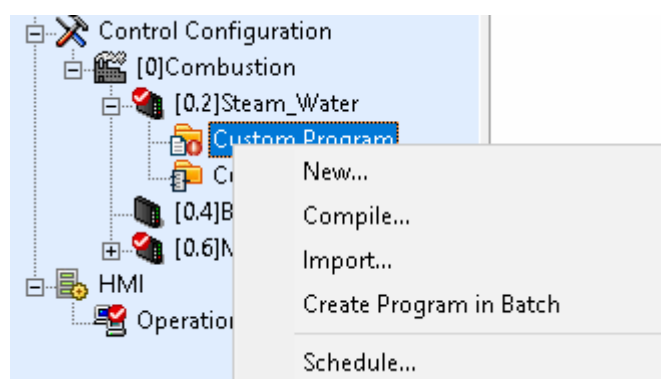 Control Configuration
[0]Combustion
[0.2]Steam_Water
Custom Program
New...
Compile...
[0.4]B
Import...
[0.6]
HMI
Create Program in Batch
Schedule...